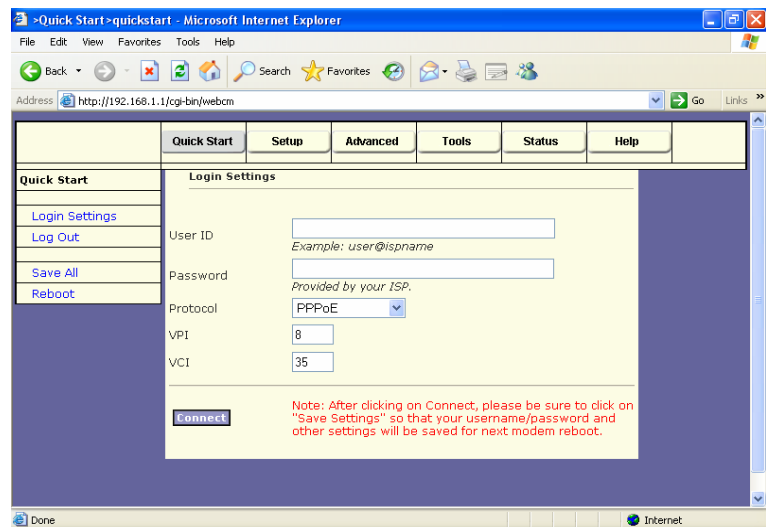 >Quick Start>quickstart - Microsoft Internet Explorer
File Edit View Favorites Tools Help
Back Search Favorites
Address http://192.168.1.1/cgi-bin/webcm Go Links »
Quick Start Setup Advanced Tools Status Help
Quick Start
Login Settings
Log Out
Save All
Reboot
Login Settings
User ID
Example: user@ispname
Password
Provided by your ISP.
Protocol PPPoE
VPI 8
VCI 35
Connect
Note: After clicking on Connect, please be sure to click on
"Save Settings" so that your username/password and
other settings will be saved for next modem reboot.
Done Internet